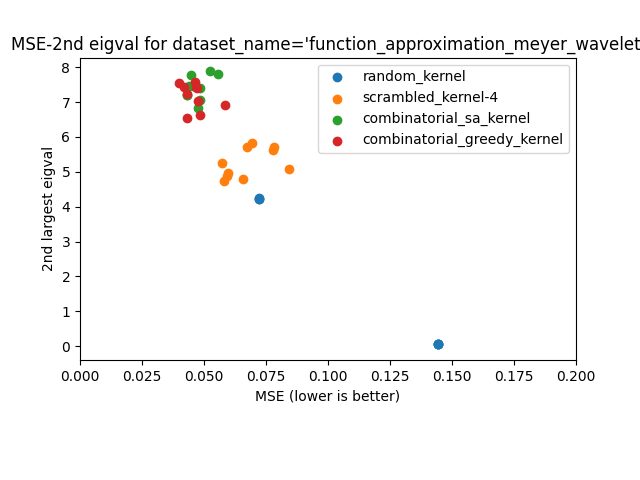 MSE-2nd eigval for dataset_name='function_approximation_meyer_wavelet
8
7
6
5
4
3
2
1
0
2nd largest eigval
random_kernel
scrambled_kernel-4
combinatorial_sa_kernel
combinatorial_greedy_kernel
0.000 0.025 0.050 0.075 0.100 0.125 0.150 0.175 0.200
MSE (lower is better)